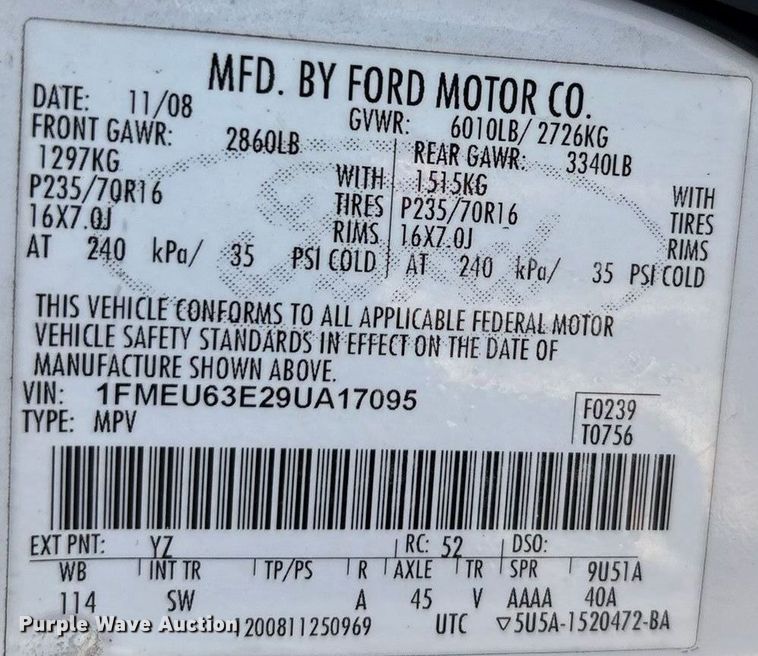 MFD. BY FORD MOTOR CO.
DATE: 11/08 GVWR: 6010LB/ 2726KG
FRONT GAWR: 2860LB REAR GAWR: 3340LB
1297KG WITH 1515KG WITH
P235/70R16 TIRES P235/70R16 TIRES
16X7.0J RIMS 16X7.0J RIMS
AT 240 kPa/ 35 PSI COLD AT 240 kPa/ 35 PSI COLD
THIS VEHICLE CONFORMS TO ALL APPLICABLE FEDERAL MOTOR
VEHICLE SAFETY STANDARDS IN EFFECT ON THE DATE OF
MANUFACTURE SHOWN ABOVE.
VIN: 1FMEU63E29UA17095 F0239
TYPE: MPV T0756
EXT PNT: YZ RC: 52 DSO:
WB INT TR TP/PS R AXLE TR SPR 9U51A
114 SW A 45 V AAAA 40A
Purple Wave Auction 1200811250969 UTC ▽5U5A-1520472-BA